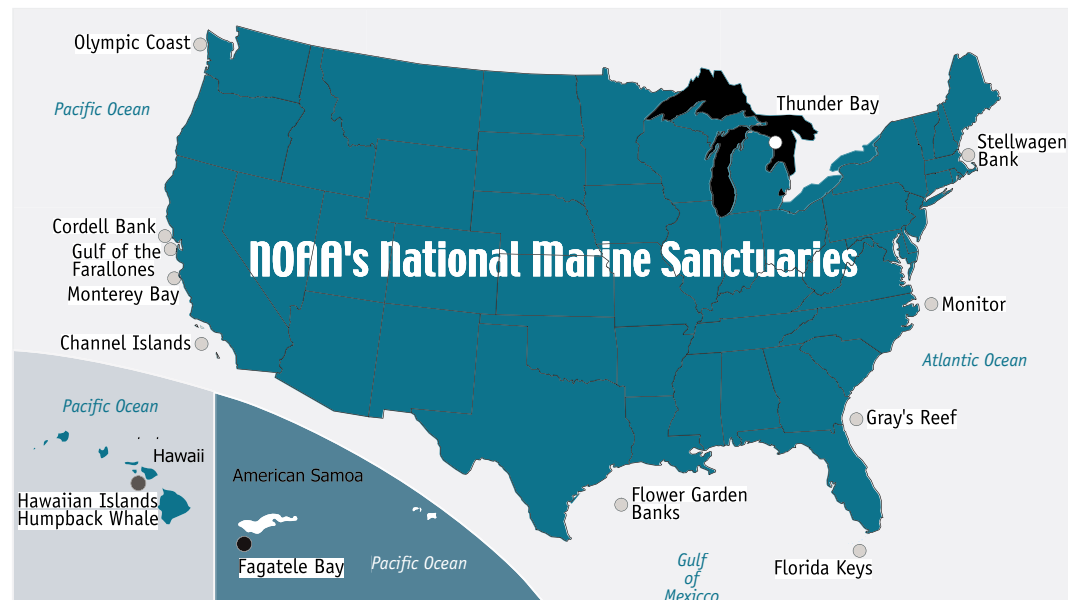 Olympic Coast
Pacific Ocean
Thunder Bay
Stellwagen
Bank
Cordell Bank
Gulf of the
Farallones
Monterey Bay
NOAA's National Marine Sanctuaries
Monitor
Channel Islands
Atlantic Ocean
Pacific Ocean
Gray's Reef
Hawaii
American Samoa
Hawaiian Islands
Humpback Whale
Flower Garden
Banks
Fagatele Bay
Pacific Ocean
Florida Keys
Gulf
of
Mexicco